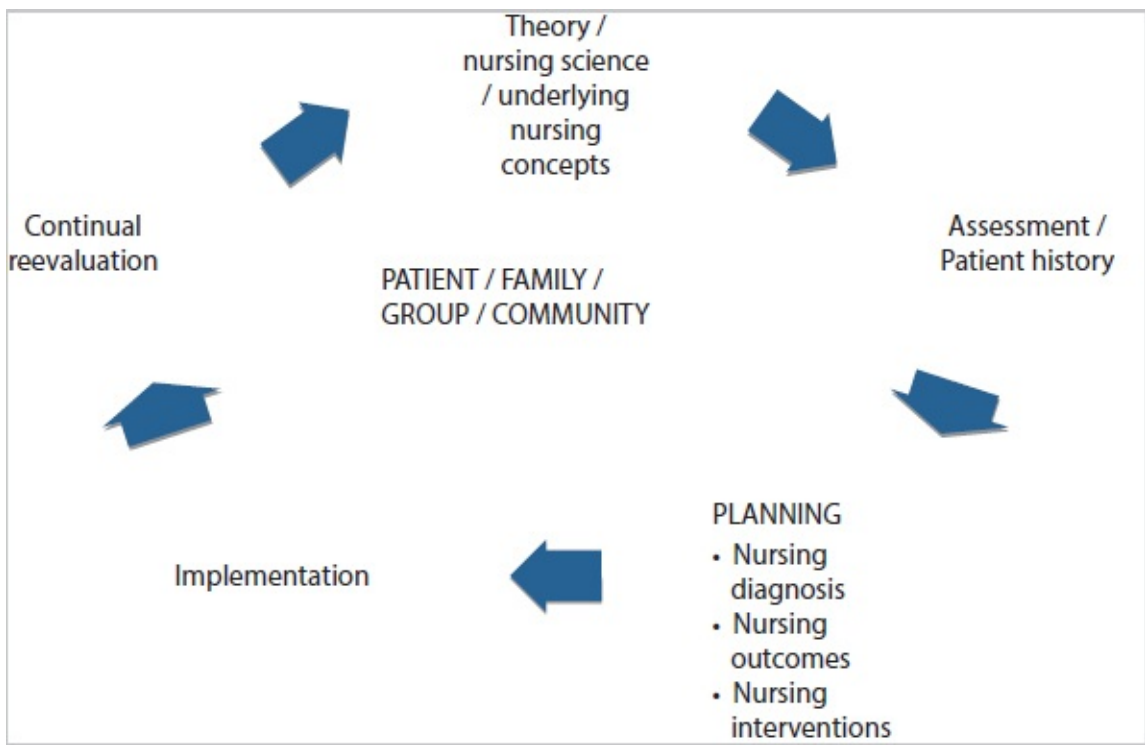 Theory /
nursing science
/ underlying
nursing
concepts
Continual
reevaluation
Assessment /
Patient history
PATIENT / FAMILY /
GROUP / COMMUNITY
PLANNING
• Nursing
diagnosis
• Nursing
outcomes
• Nursing
interventions
Implementation